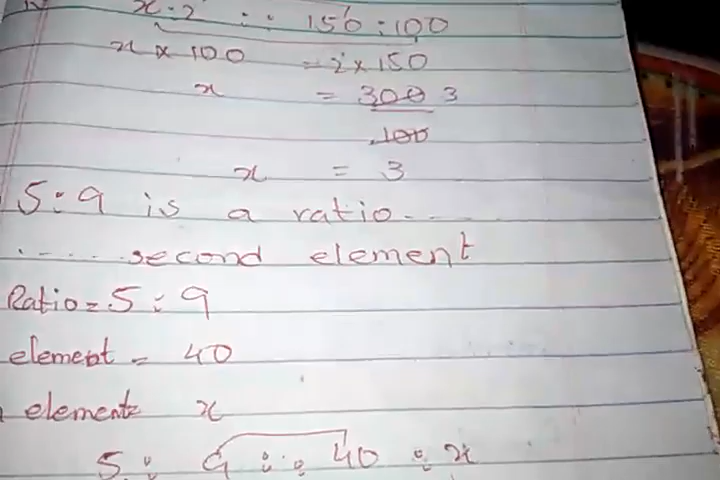 x : 2 :: 150 : 100
x × 100 = 2 × 150
x = 300 3
100
x = 3
5 : 9 is a ratio....
..... second element
Ratio = 5 : 9
element = 40
element = x
5 : 9 :: 40 : x